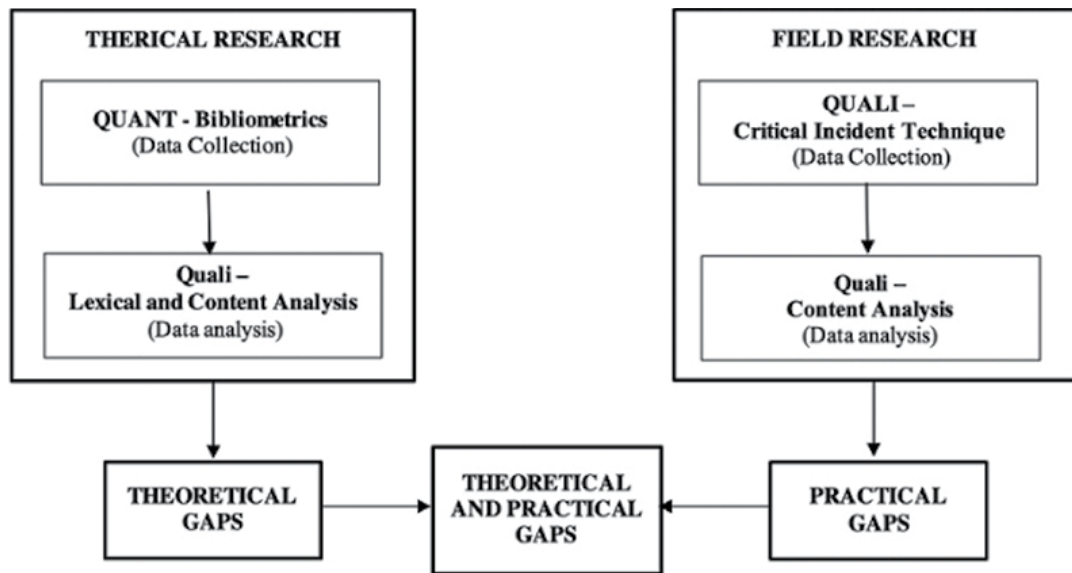 THERICAL RESEARCH
QUANT - Bibliometrics
(Data Collection)
Quali –
Lexical and Content Analysis
(Data analysis)
THEORETICAL
GAPS
THEORETICAL
AND PRACTICAL
GAPS
FIELD RESEARCH
QUALI –
Critical Incident Technique
(Data Collection)
Quali –
Content Analysis
(Data analysis)
PRACTICAL
GAPS